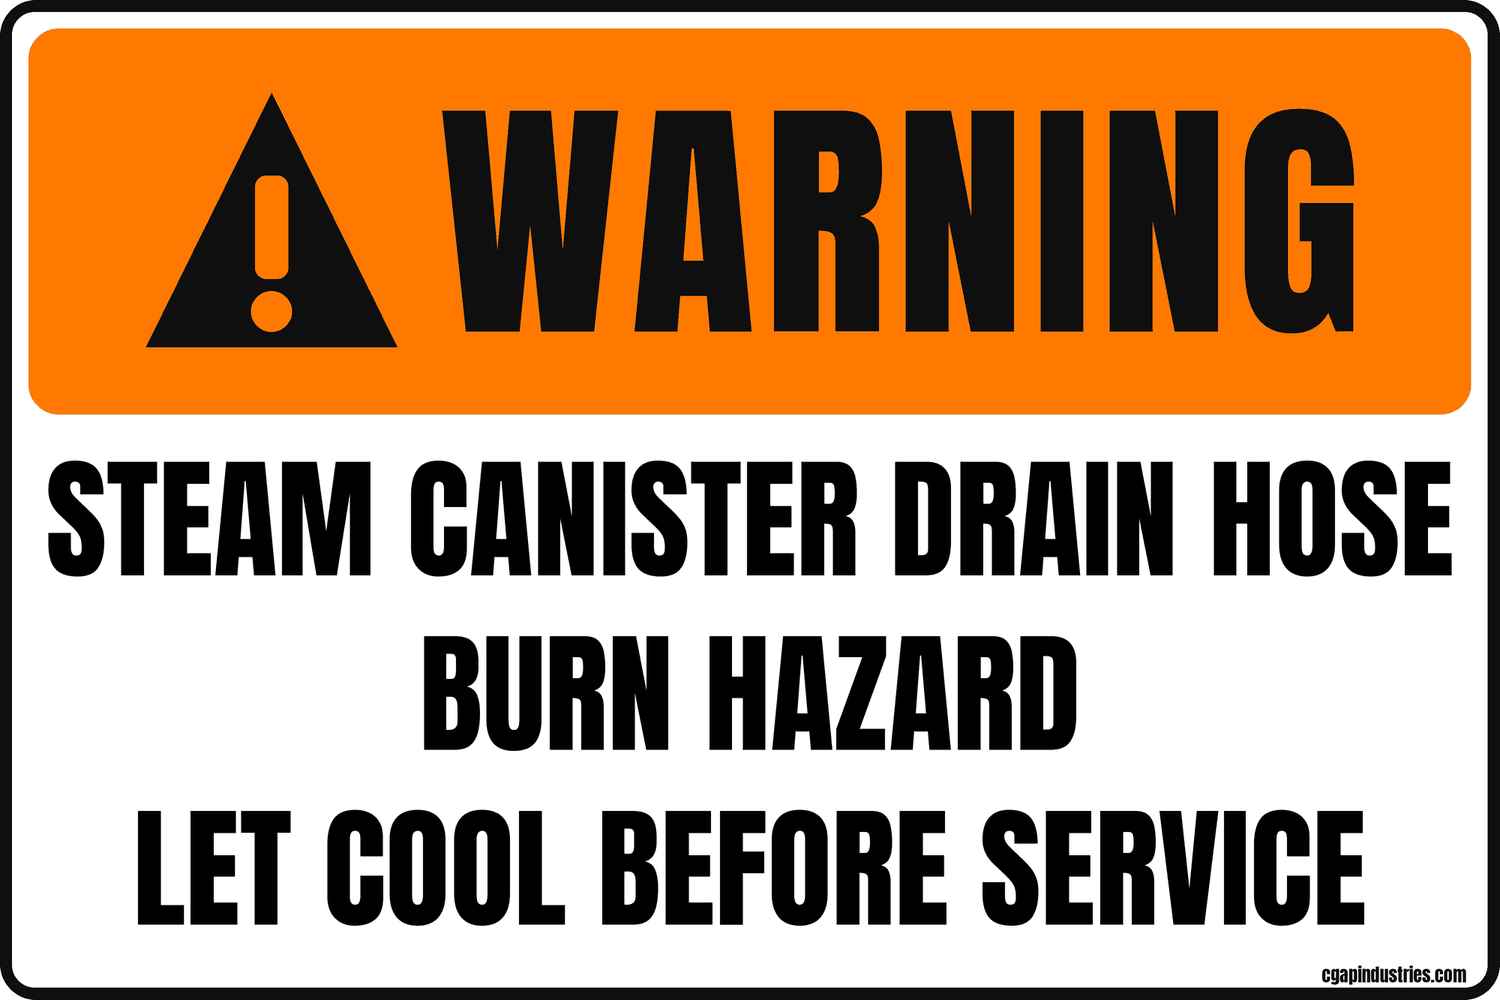 WARNING
STEAM CANISTER DRAIN HOSE
BURN HAZARD
LET COOL BEFORE SERVICE
cgapindustries.com